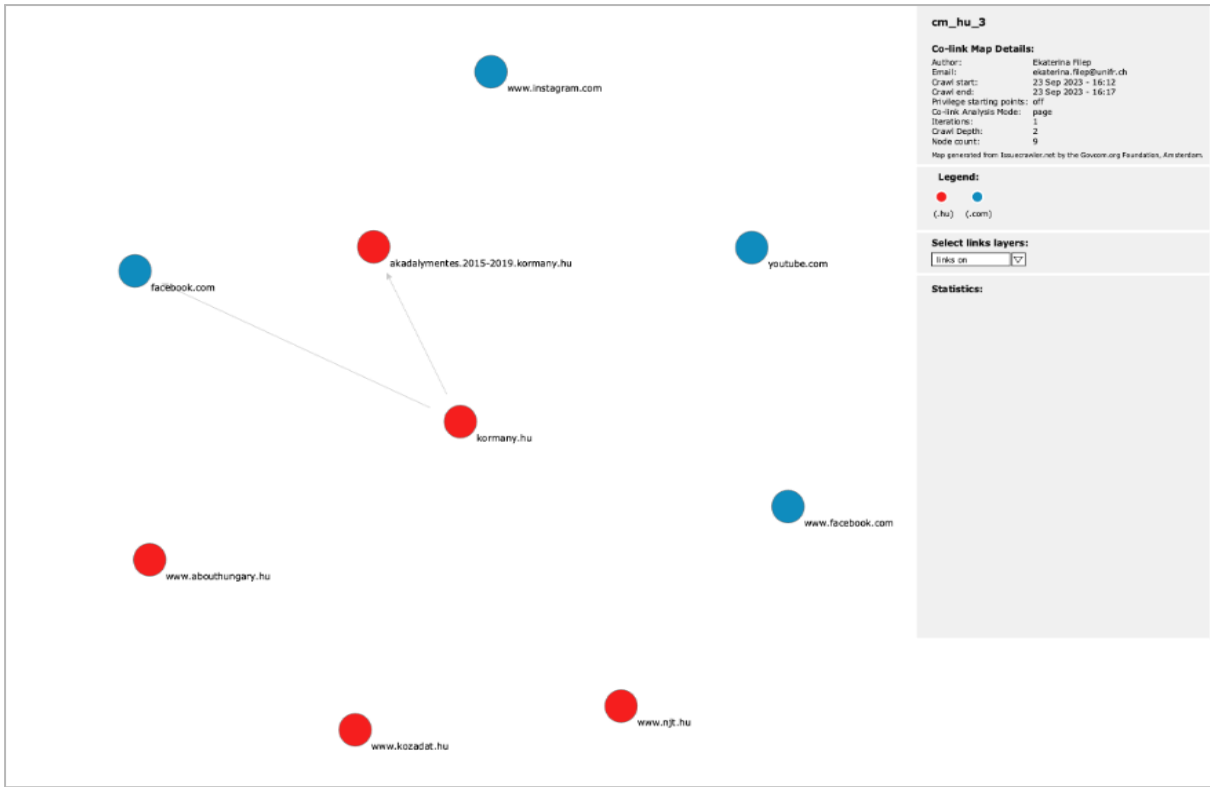 cm_hu_3
Co-link Map Details:
Author: Ekaterina Filep
Email: ekaterina.filep@unifr.ch
Crawl start: 23 Sep 2023 - 16:12
Crawl end: 23 Sep 2023 - 16:17
Privilege starting points: off
Co-link Analysis Mode: page
Iterations: 1
Crawl Depth: 2
Node count: 9
Map generated from Issuecrawler.net by the Govcom.org Foundation, Amsterdam.
Legend:
(.hu) (.com)
Select links layers:
links on
Statistics:
www.instagram.com
akadalymentes.2015-2019.kormany.hu
youtube.com
facebook.com
kormany.hu
www.facebook.com
www.abouthungary.hu
www.njt.hu
www.kozadat.hu